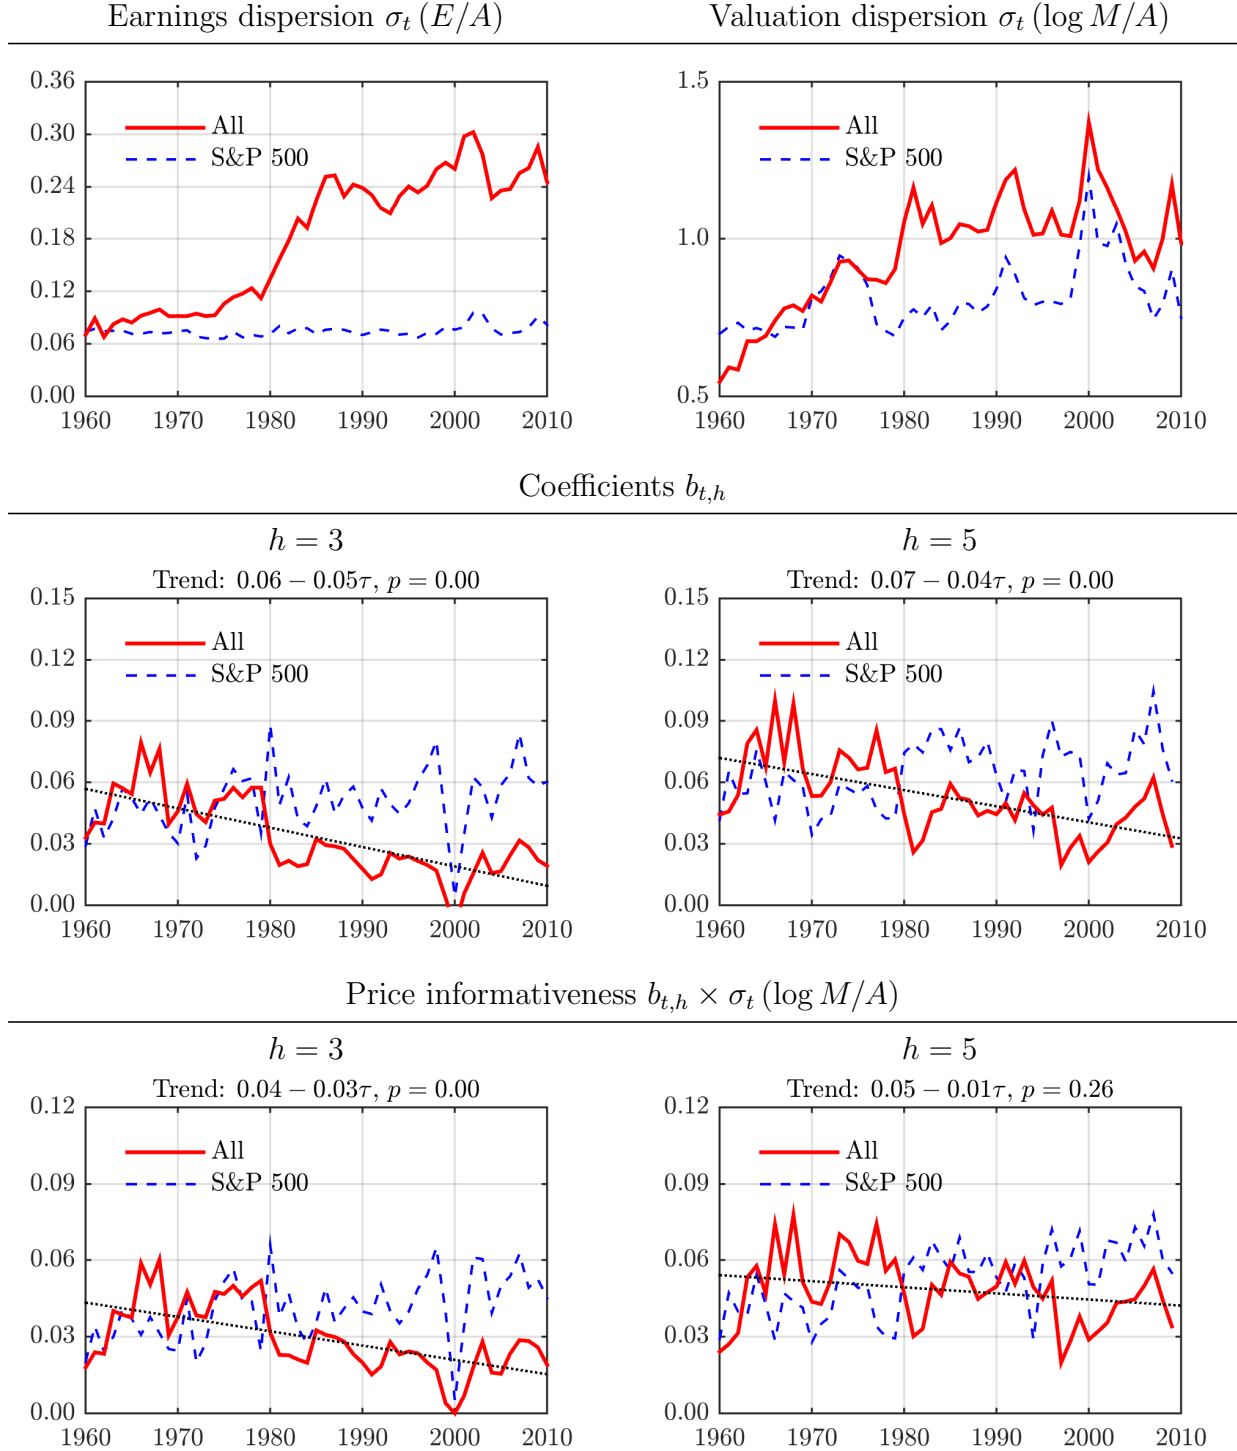 Earnings dispersion σt (E/A)
Valuation dispersion σt (log M/A)
0.36
0.30
0.24
0.18
0.12
0.06
0.00
All
S&P 500
1960 1970 1980 1990 2000 2010
1.5
1.0
0.5
All
S&P 500
1960 1970 1980 1990 2000 2010
Coefficients bt,h
h = 3
Trend: 0.06 − 0.05τ, p = 0.00
0.15
0.12
0.09
0.06
0.03
0.00
All
S&P 500
1960 1970 1980 1990 2000 2010
h = 5
Trend: 0.07 − 0.04τ, p = 0.00
0.15
0.12
0.09
0.06
0.03
0.00
All
S&P 500
1960 1970 1980 1990 2000 2010
Price informativeness bt,h × σt (log M/A)
h = 3
Trend: 0.04 − 0.03τ, p = 0.00
0.12
0.09
0.06
0.03
0.00
All
S&P 500
1960 1970 1980 1990 2000 2010
h = 5
Trend: 0.05 − 0.01τ, p = 0.26
0.12
0.09
0.06
0.03
0.00
All
S&P 500
1960 1970 1980 1990 2000 2010